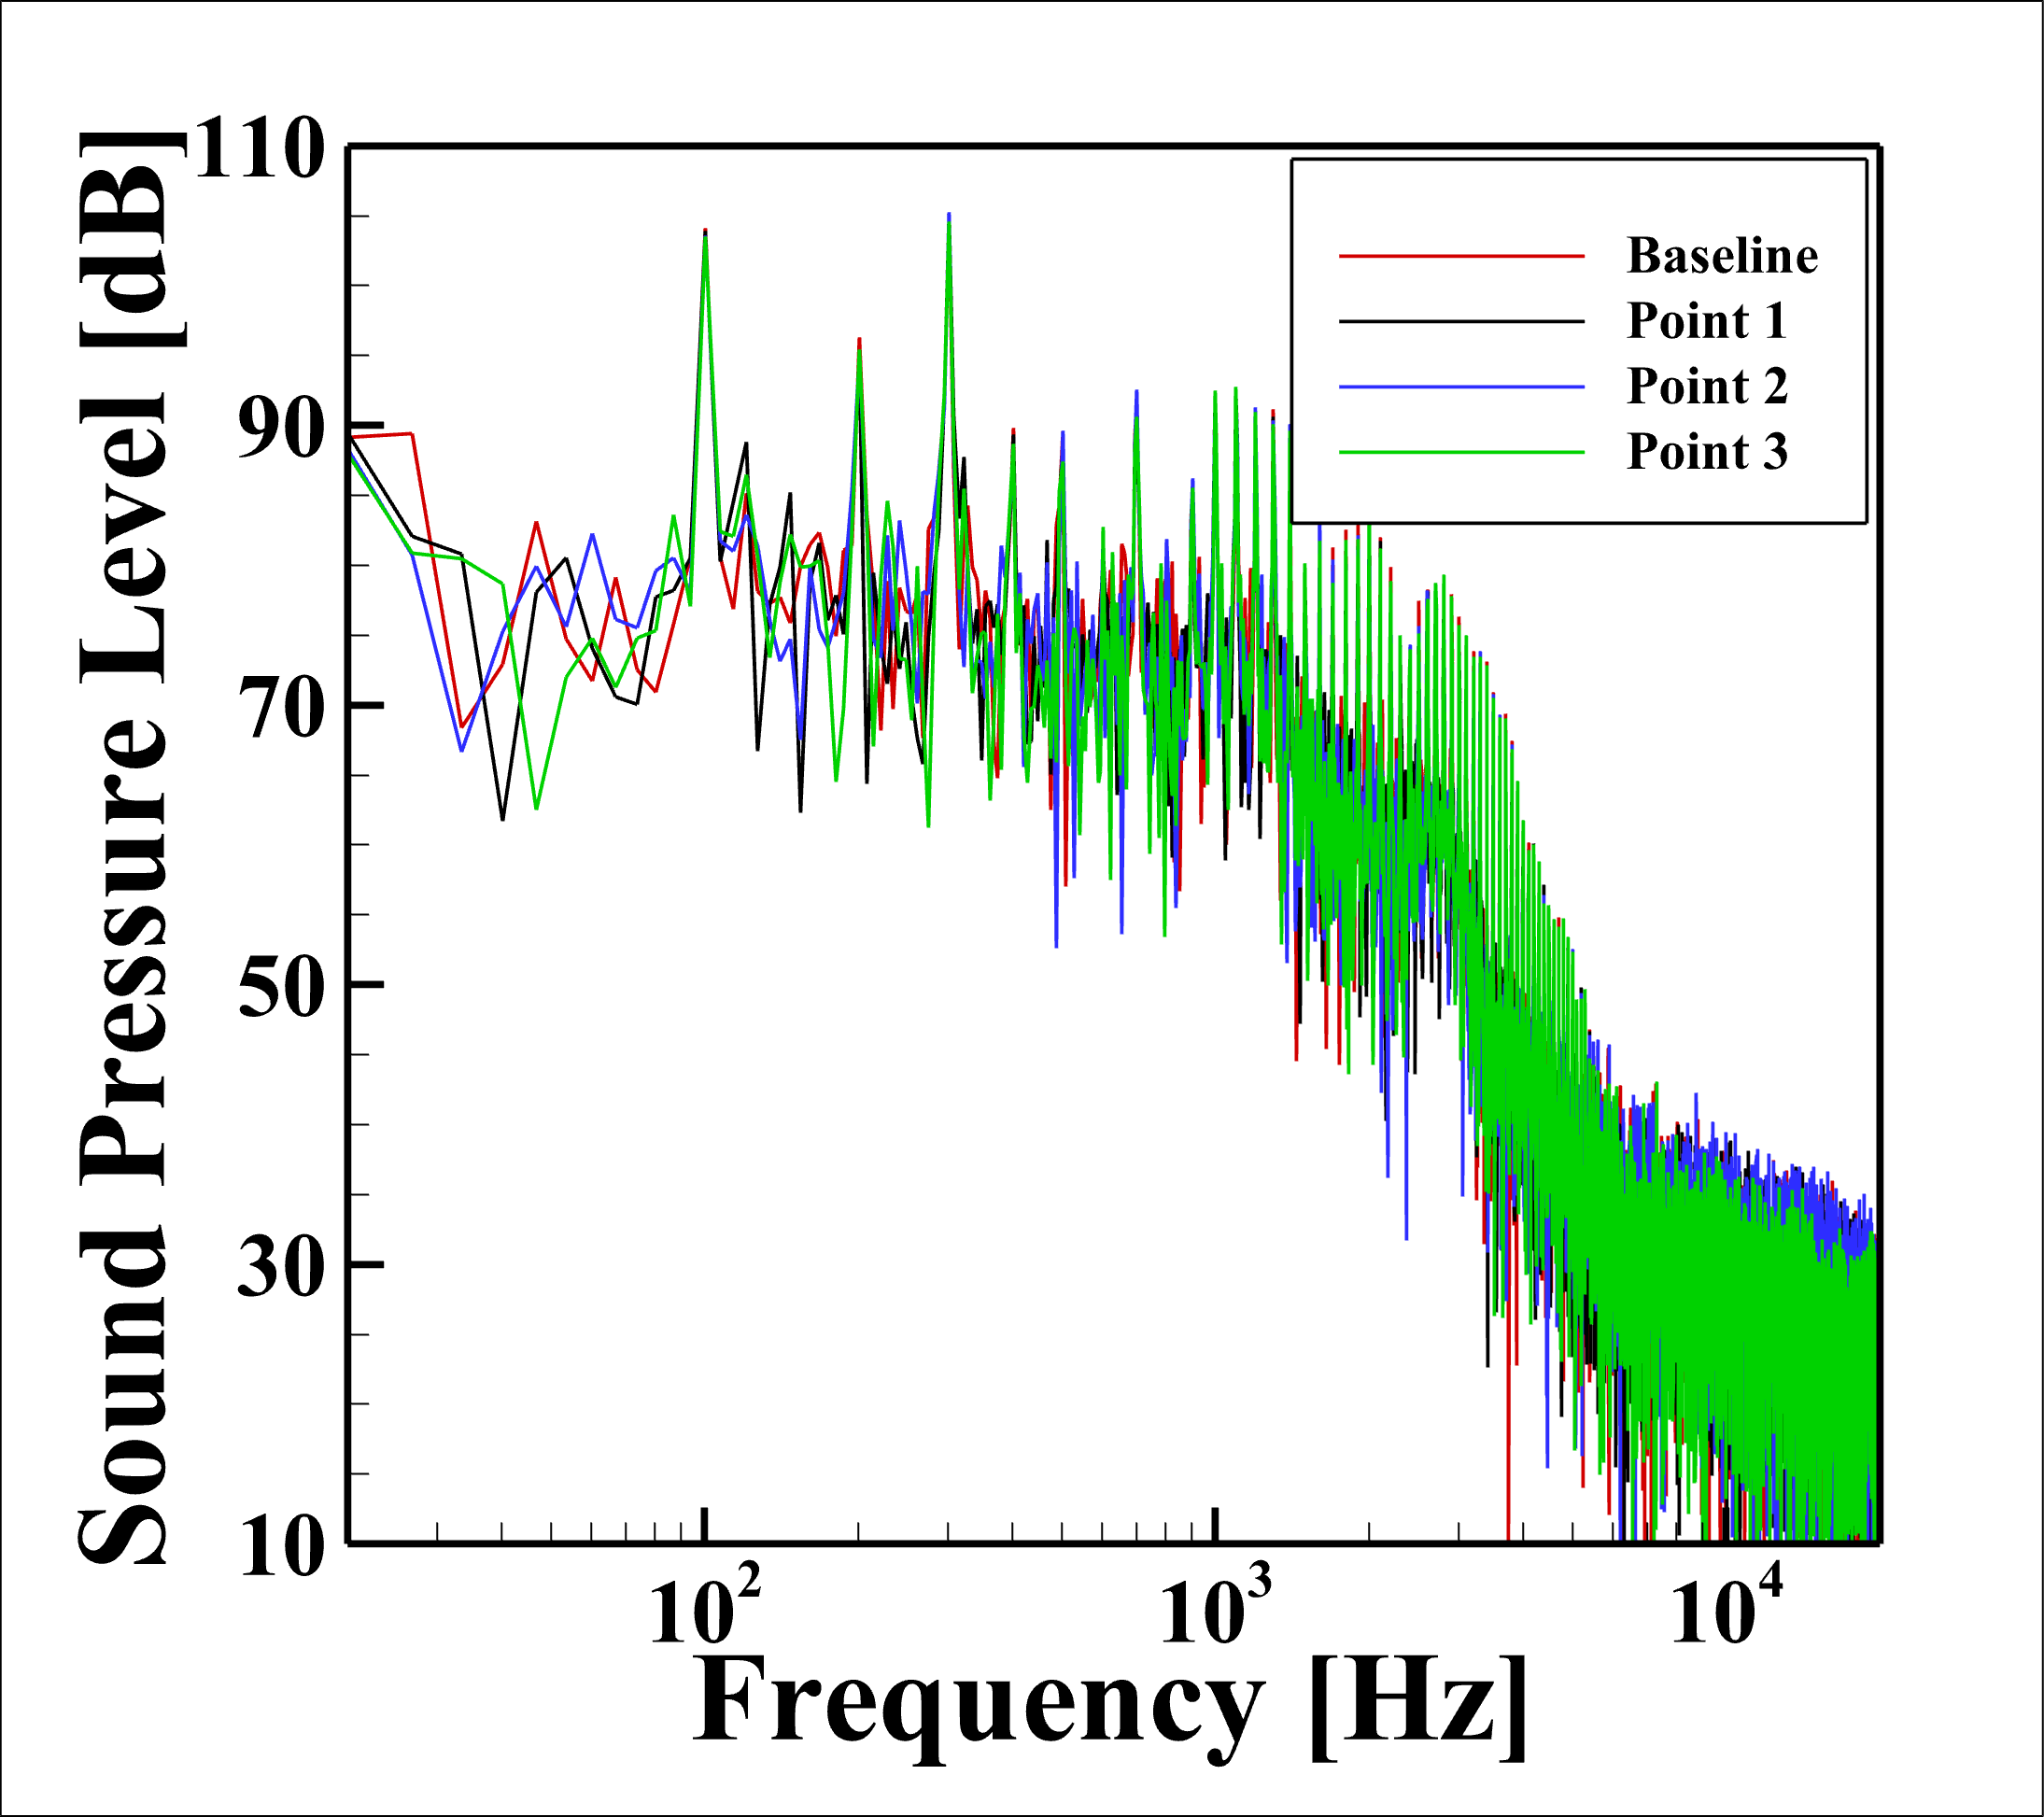 Sound Pressure Level [dB]
110
90
70
50
30
10
Baseline
Point 1
Point 2
Point 3
10² 10³ 10⁴
Frequency [Hz]